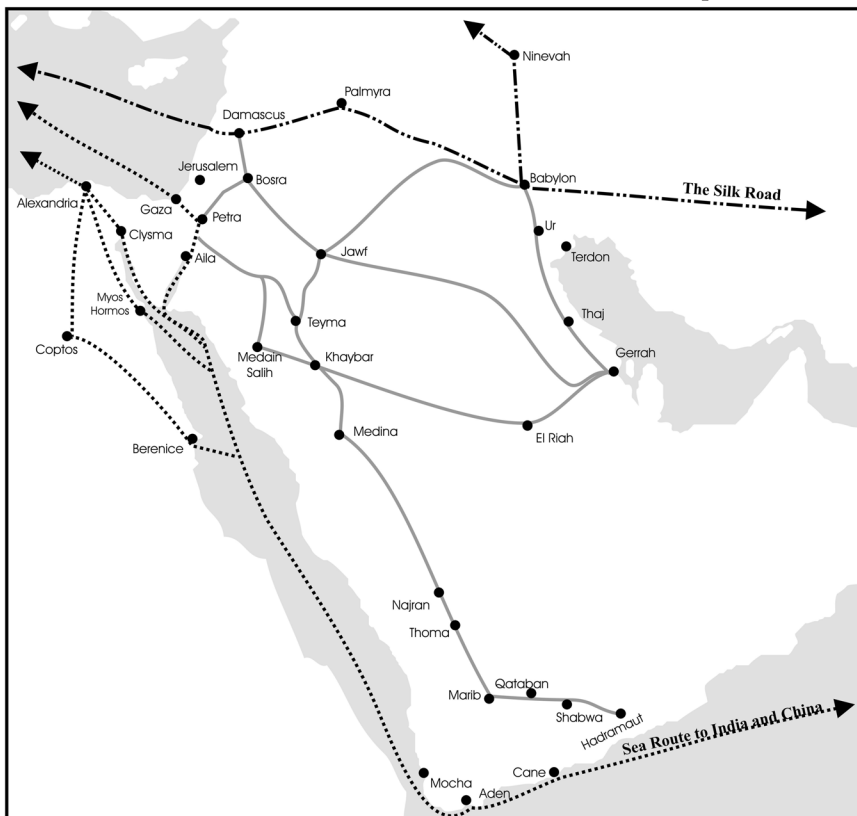 Ninevah
Palmyra
Damascus
Jerusalem
Bosra
Babylon
The Silk Road
Alexandria
Gaza
Petra
Clysma
Ur
Terdon
Jawf
Aila
Myos
Hormos
Thaj
Teyma
Coptos
Medain
Salih
Khaybar
Gerrah
Medina
El Riah
Berenice
Najran
Thoma
Qataban
Marib
Shabwa
Hadramaut
Sea Route to India and China
Cane
Mocha
Aden